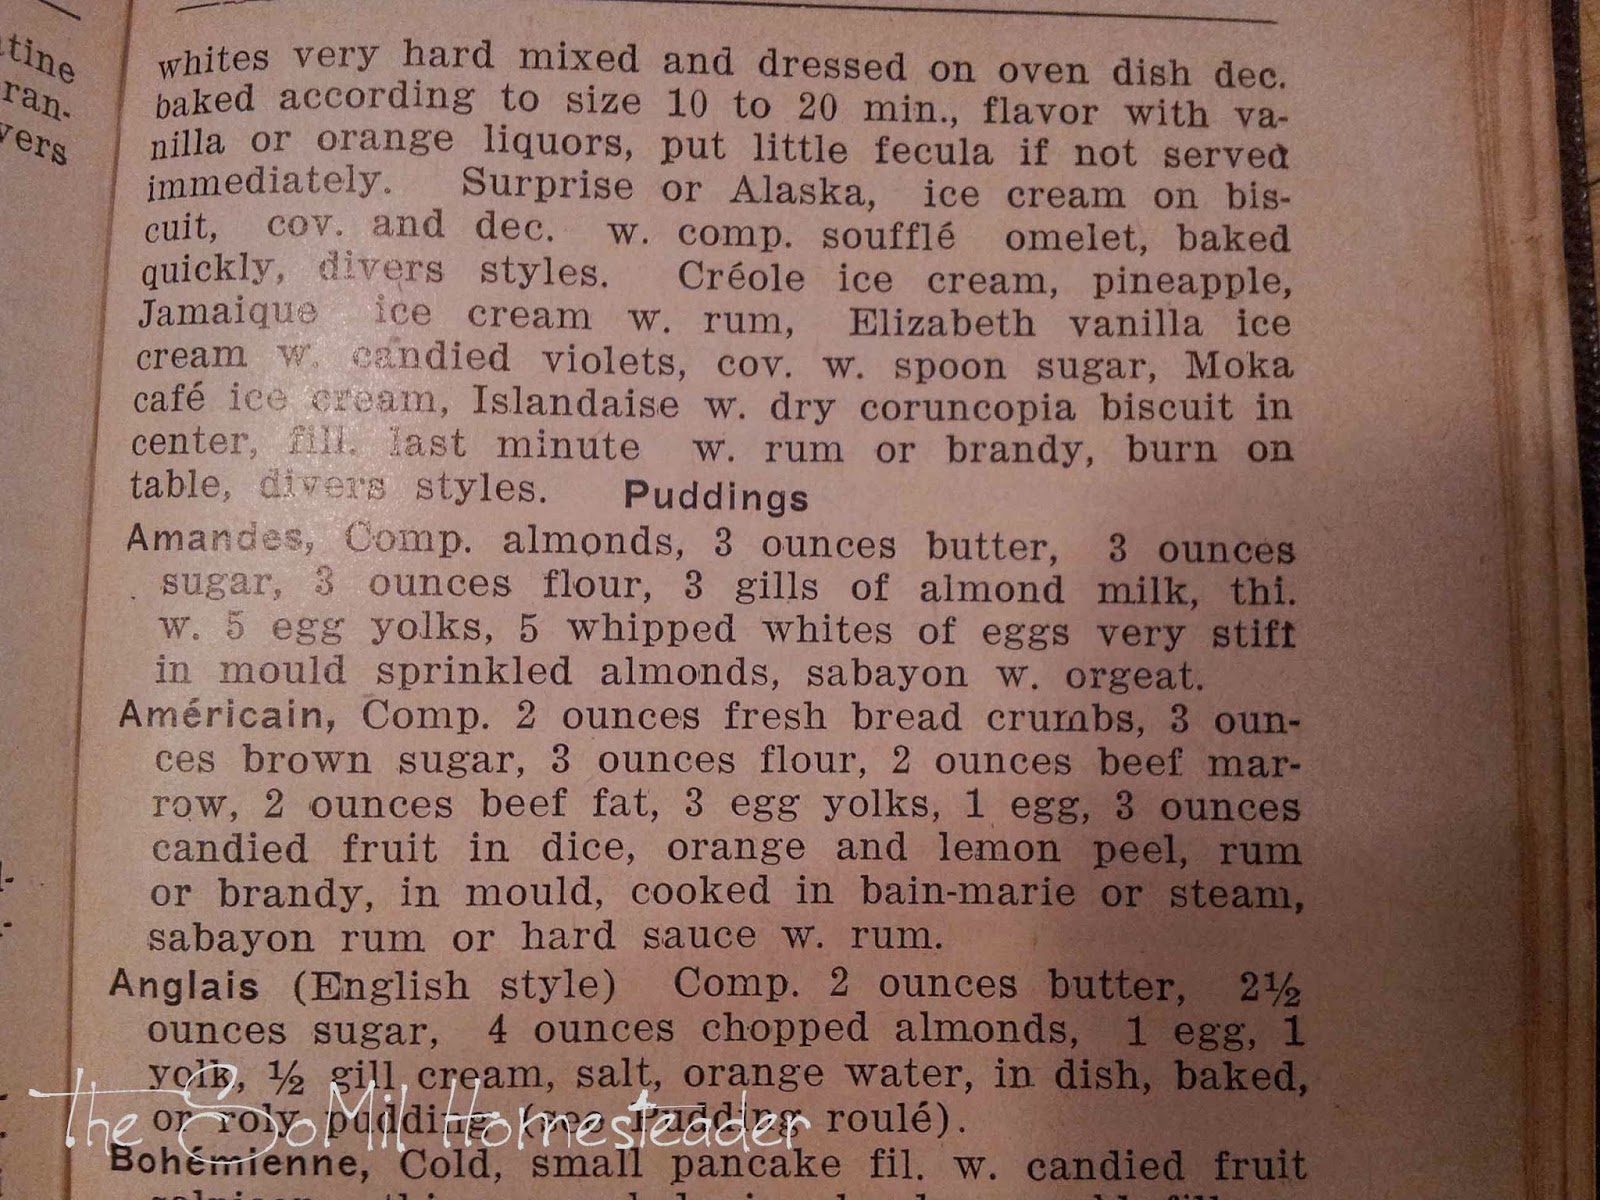 tine
ran-
vers
whites very hard mixed and dressed on oven dish dec.
baked according to size 10 to 20 min., flavor with va-
nilla or orange liquors, put little fecula if not served
immediately. Surprise or Alaska, ice cream on bis-
cuit, cov. and dec. w. comp. soufflé omelet, baked
quickly, divers styles. Créole ice cream, pineapple,
Jamaique ice cream w. rum, Elizabeth vanilla ice
cream w. candied violets, cov. w. spoon sugar, Moka
café ice cream, Islandaise w. dry coruncopia biscuit in
center, fill. last minute w. rum or brandy, burn on
table, divers styles. Puddings
Amandes, Comp. almonds, 3 ounces butter, 3 ounces
sugar, 3 ounces flour, 3 gills of almond milk, thi.
w. 5 egg yolks, 5 whipped whites of eggs very stiff
in mould sprinkled almonds, sabayon w. orgeat.
Américain, Comp. 2 ounces fresh bread crumbs, 3 oun-
ces brown sugar, 3 ounces flour, 2 ounces beef mar-
row, 2 ounces beef fat, 3 egg yolks, 1 egg, 3 ounces
candied fruit in dice, orange and lemon peel, rum
or brandy, in mould, cooked in bain-marie or steam,
sabayon rum or hard sauce w. rum.
Anglais (English style) Comp. 2 ounces butter, 2½
ounces sugar, 4 ounces chopped almonds, 1 egg, 1
yolk, ½ gill cream, salt, orange water, in dish, baked,
or roly pudding (see Pudding roulé).
The SoMil Homesteader
Bohémienne, Cold, small pancake fil. w. candied fruit